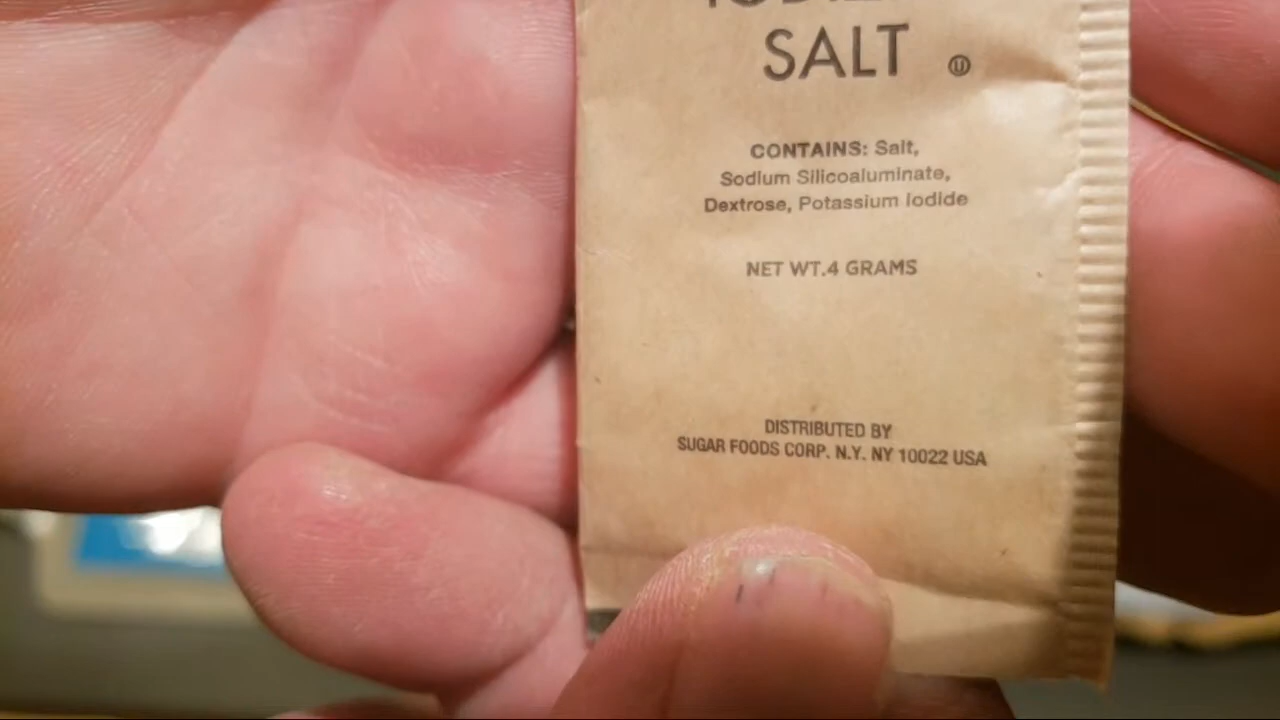 SALT Ⓤ
CONTAINS: Salt,
Sodium Silicoaluminate,
Dextrose, Potassium Iodide
NET WT.4 GRAMS
DISTRIBUTED BY
SUGAR FOODS CORP. N.Y. NY 10022 USA